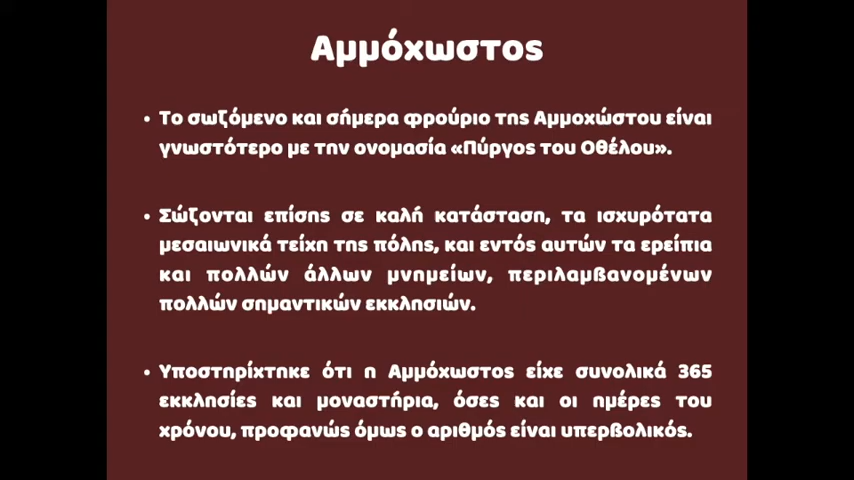 Αμμόχωστος
• Το σωζόμενο και σήμερα φρούριο της Αμμοχώστου είναι
γνωστότερο με την ονομασία «Πύργος του Οθέλου».
• Σώζονται επίσης σε καλή κατάσταση, τα ισχυρότατα
μεσαιωνικά τείχη της πόλης, και εντός αυτών τα ερείπια
και πολλών άλλων μνημείων, περιλαμβανομένων
πολλών σημαντικών εκκλησιών.
• Υποστηρίχτηκε ότι η Αμμόχωστος είχε συνολικά 365
εκκλησίες και μοναστήρια, όσες και οι ημέρες του
χρόνου, προφανώς όμως ο αριθμός είναι υπερβολικός.